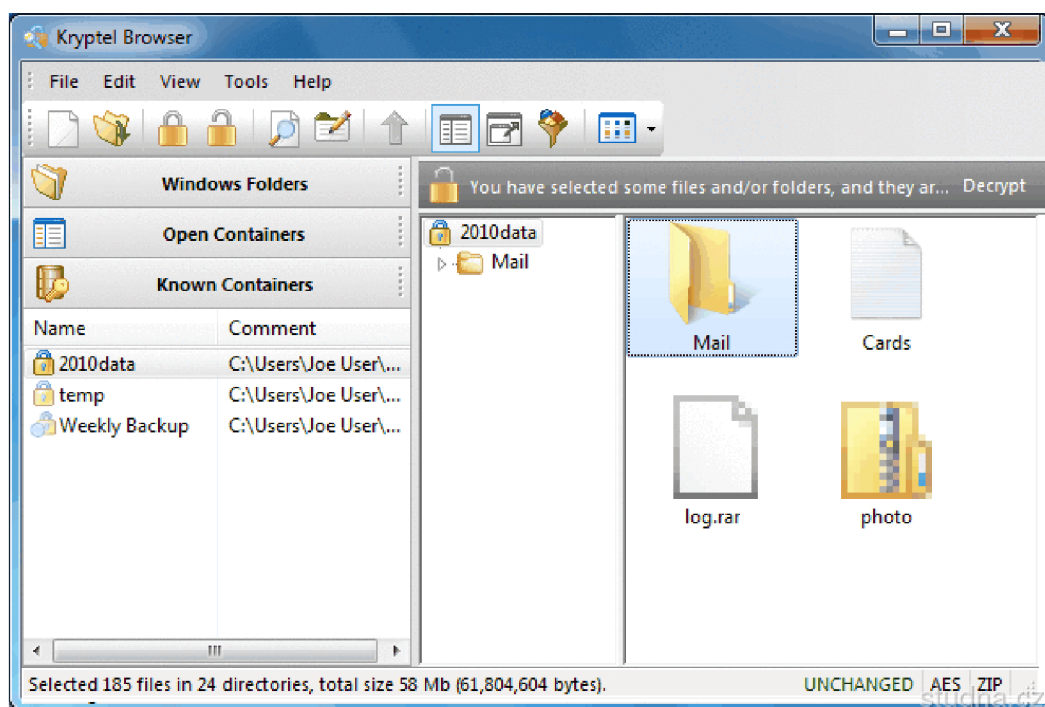 Kryptel Browser
File Edit View Tools Help
Windows Folders
Open Containers
Known Containers
Name Comment
2010data C:\Users\Joe User\...
temp C:\Users\Joe User\...
Weekly Backup C:\Users\Joe User\...
You have selected some files and/or folders, and they ar... Decrypt
2010data
Mail
Mail Cards
log.rar photo
Selected 185 files in 24 directories, total size 58 Mb (61,804,604 bytes). UNCHANGED AES ZIP
studna.cz